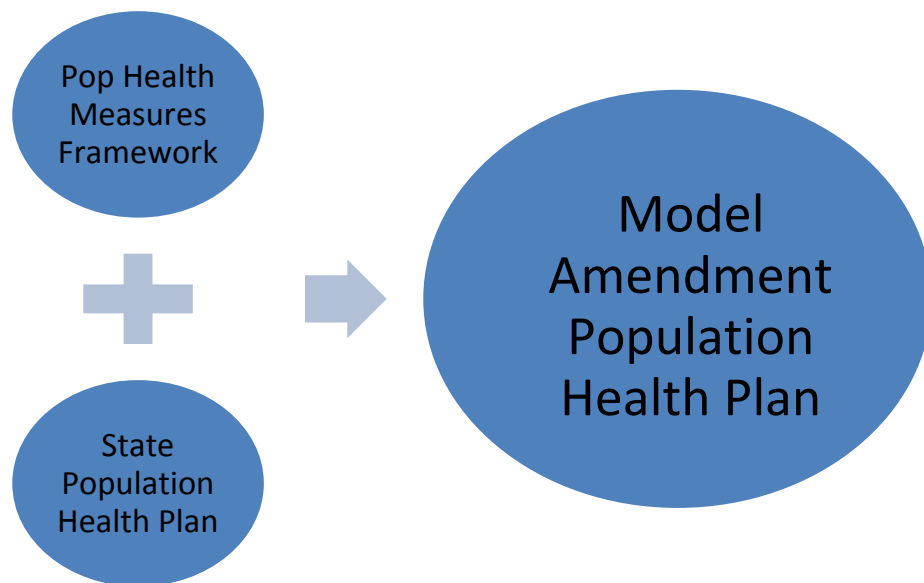 Pop Health
Measures
Framework
State
Population
Health Plan
Model
Amendment
Population
Health Plan